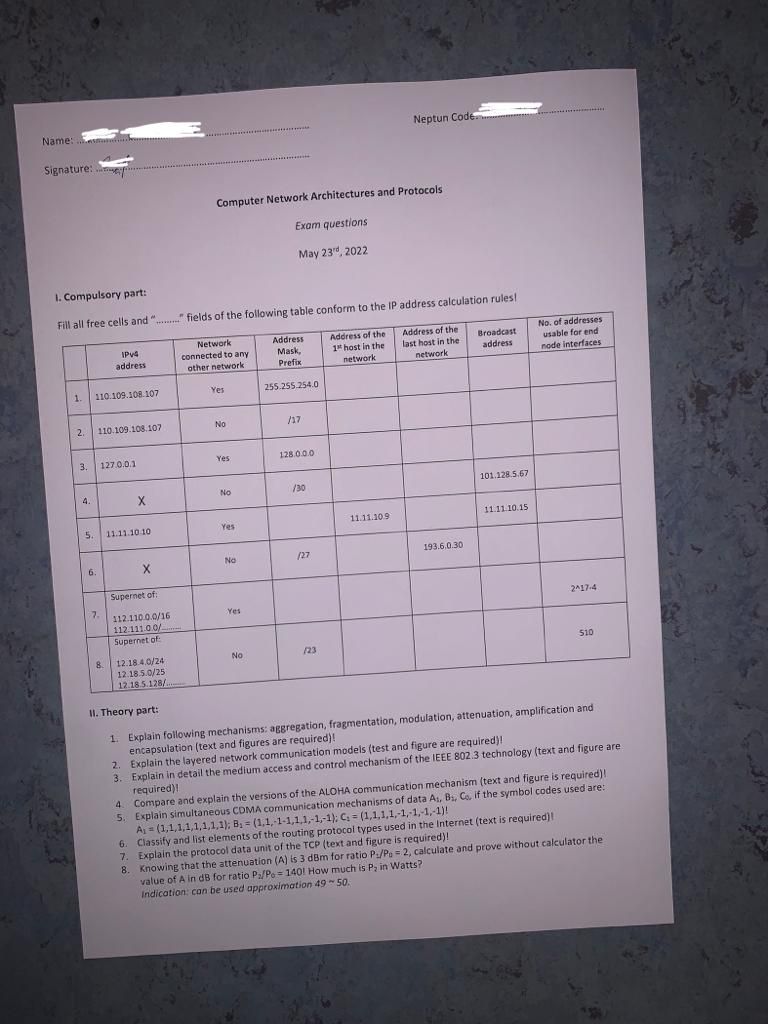 Name: ..........
Neptun Code: ..........
Signature: ..........
Computer Network Architectures and Protocols
Exam questions
May 23rd, 2022
I. Compulsory part:
Fill all free cells and "........." fields of the following table conform to the IP address calculation rules!
IPv4 address | Network connected to any other network | Address Mask, Prefix | Address of the 1st host in the network | Address of the last host in the network | Broadcast address | No. of addresses usable for end node interfaces
1. 110.109.108.107 Yes 255.255.254.0
2. 110.109.108.107 No /17
3. 127.0.0.1 Yes 128.0.0.0
4. X No /30 101.128.5.67
5. 11.11.10.10 Yes 11.11.10.9 11.11.10.15
6. X No /27 193.6.0.30
7. Supernet of:
112.110.0.0/16
112.111.0.0/.........
Yes 2^17-4
8. Supernet of:
12.18.4.0/24
12.18.5.0/25
12.18.5.128/.........
No /23 510
II. Theory part:
1. Explain following mechanisms: aggregation, fragmentation, modulation, attenuation, amplification and
encapsulation (text and figures are required)!
2. Explain the layered network communication models (test and figure are required)!
3. Explain in detail the medium access and control mechanism of the IEEE 802.3 technology (text and figure are
required)!
4. Compare and explain the versions of the ALOHA communication mechanism (text and figure is required)!
5. Explain simultaneous CDMA communication mechanisms of data A₁, B₁, C₀, if the symbol codes used are:
A₁ = (1,1,1,1,1,1,1,1); B₁ = (1,1,-1-1,1,1,-1,-1); C₁ = (1,1,1,1,-1,-1,-1,-1)!
6. Classify and list elements of the routing protocol types used in the Internet (text is required)!
7. Explain the protocol data unit of the TCP (text and figure is required)!
8. Knowing that the attenuation (A) is 3 dBm for ratio P₁/P₀ = 2, calculate and prove without calculator the
value of A in dB for ratio P₂/P₀ = 140! How much is P₂ in Watts?
Indication: can be used approximation 49 ~ 50.